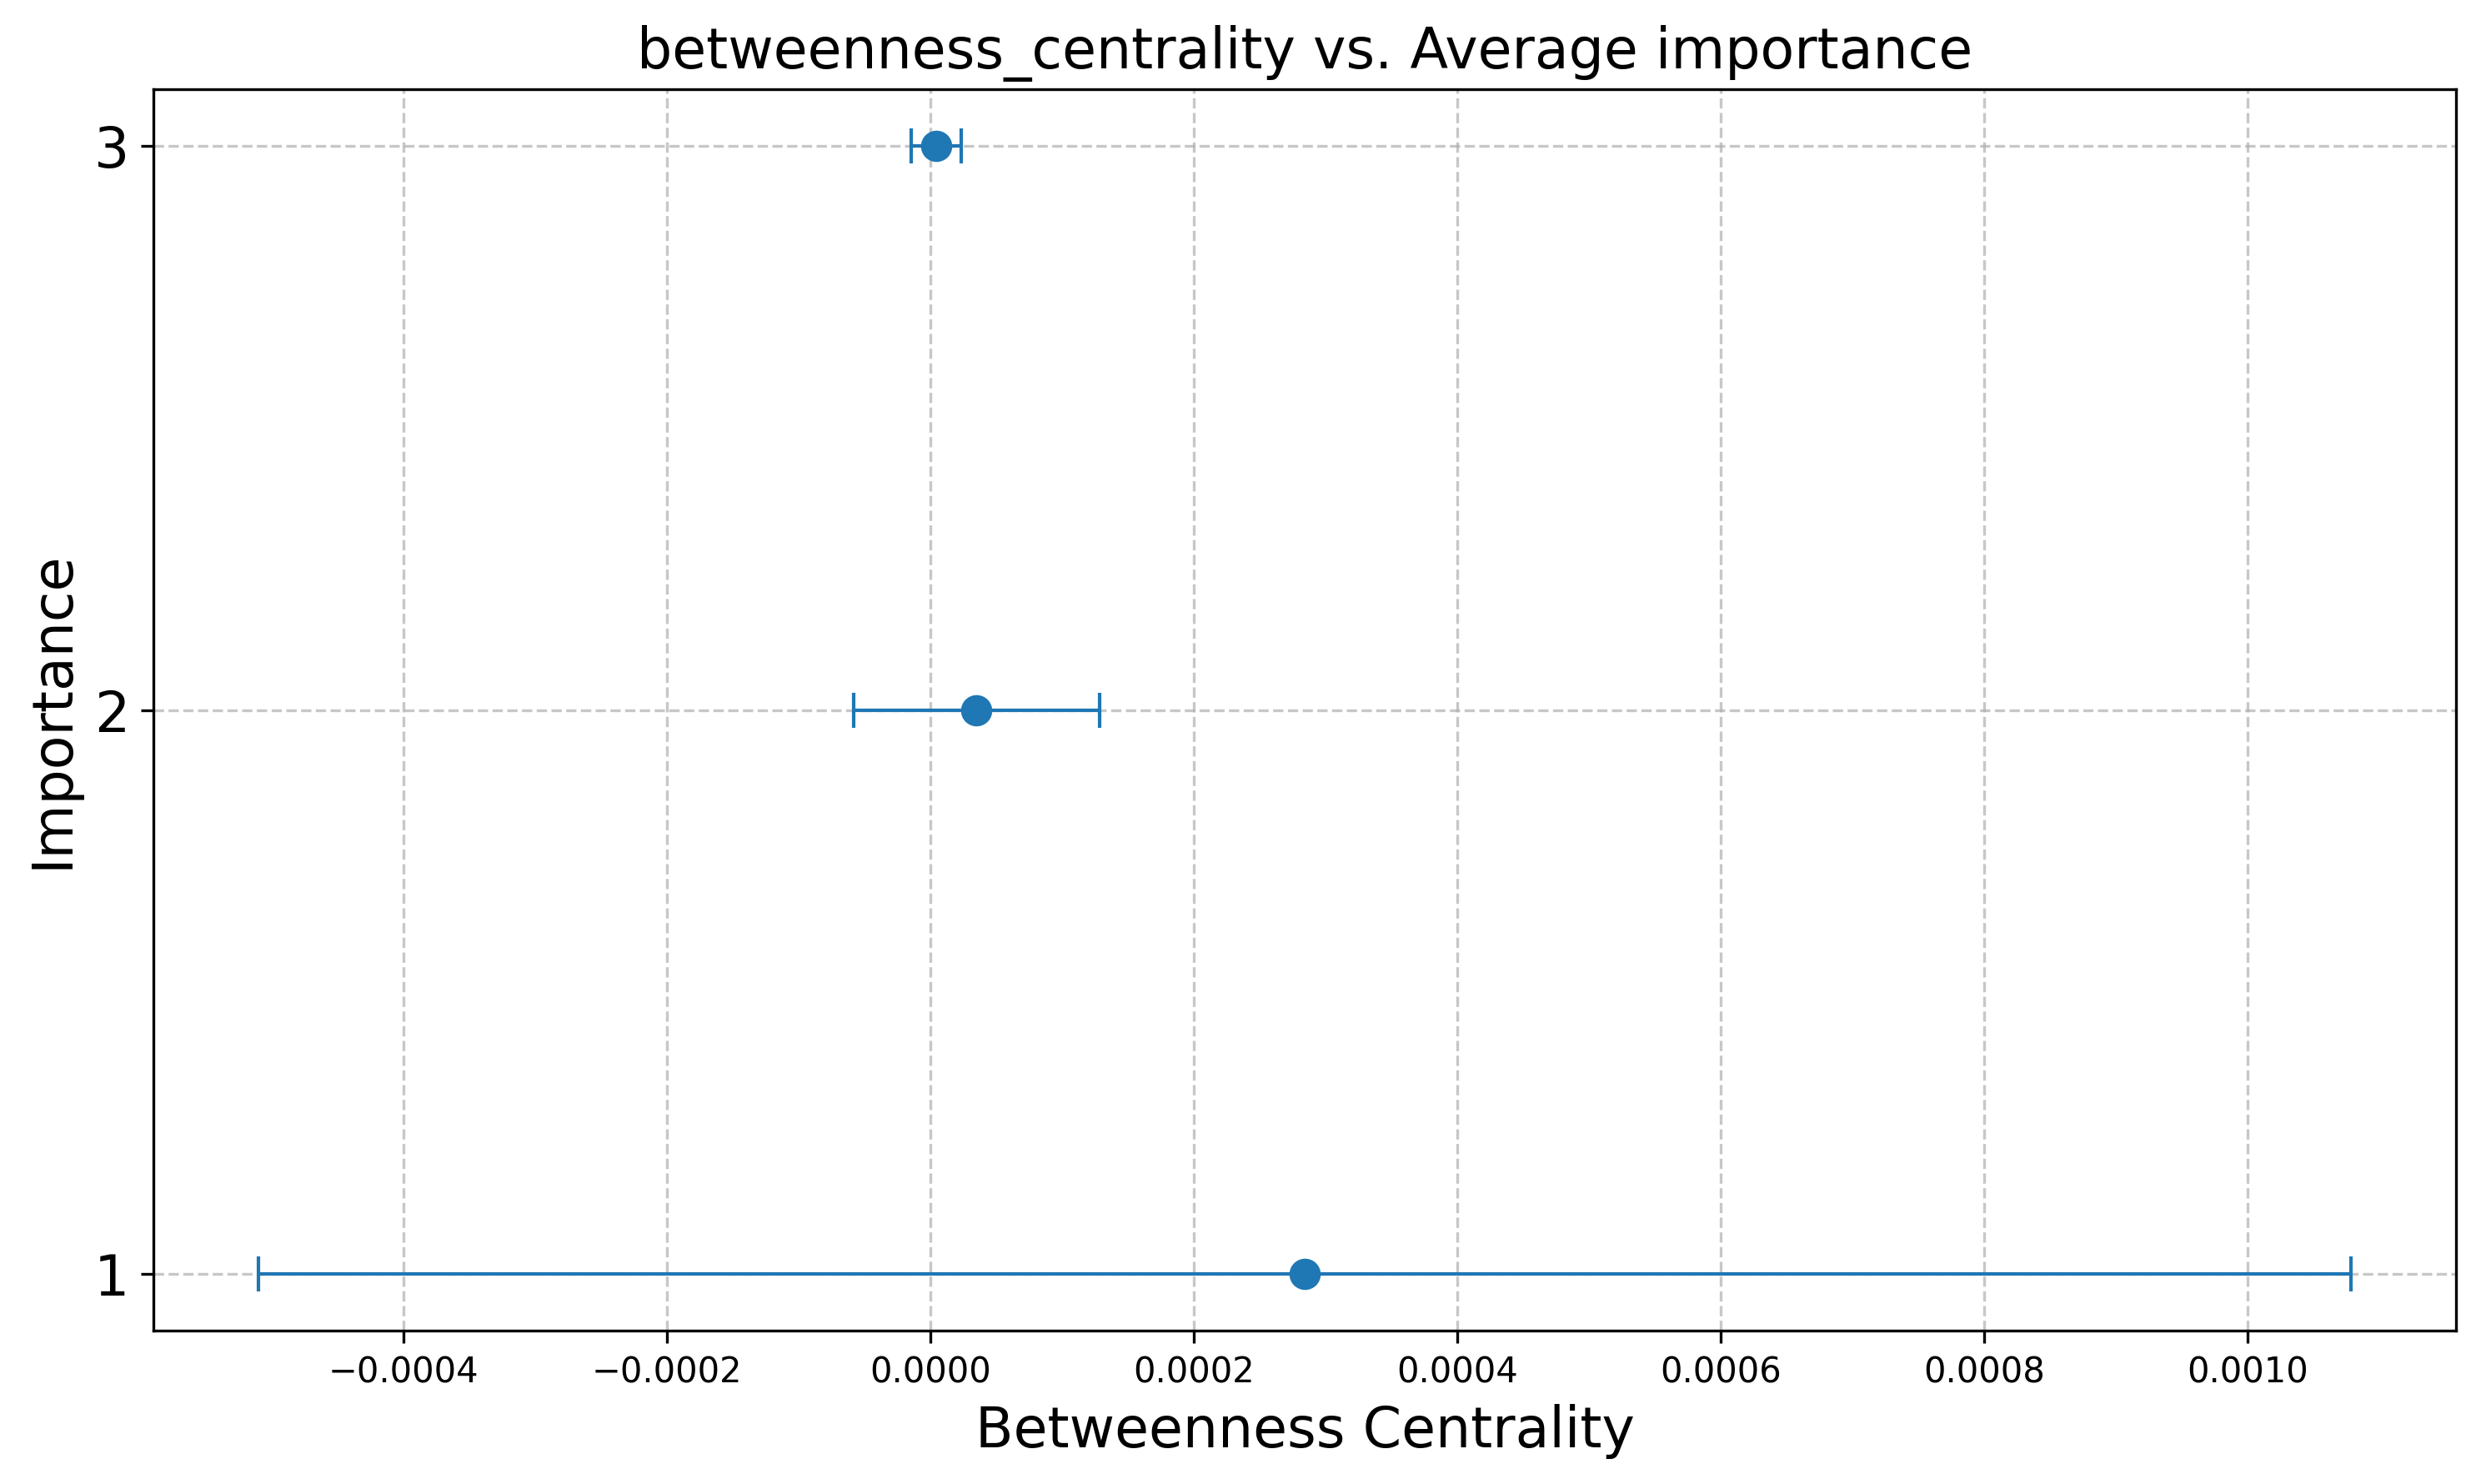 betweenness_centrality vs. Average importance
3
2
1
Importance
−0.0004 −0.0002 0.0000 0.0002 0.0004 0.0006 0.0008 0.0010
Betweenness Centrality